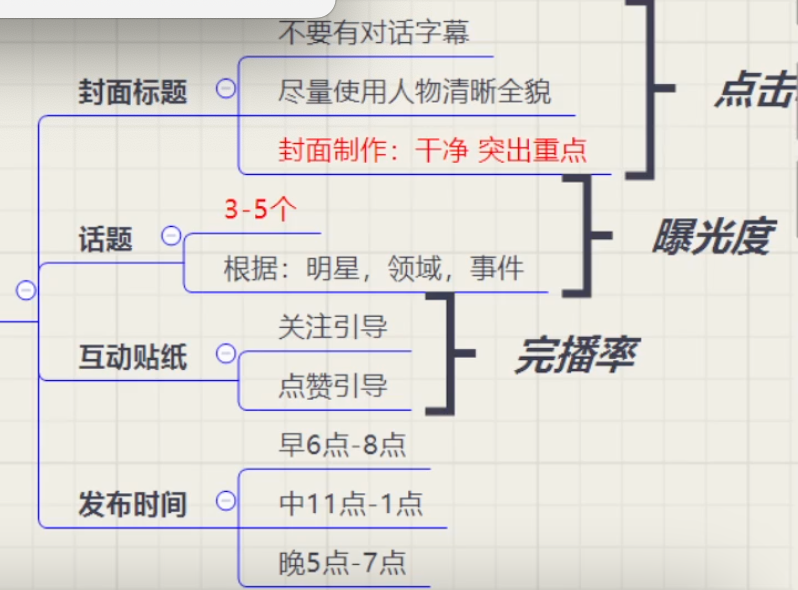 不要有对话字幕
封面标题
尽量使用人物清晰全貌
点击
封面制作：干净 突出重点
3-5个
话题
曝光度
根据：明星，领域，事件
关注引导
互动贴纸
完播率
点赞引导
早6点-8点
发布时间
中11点-1点
晚5点-7点